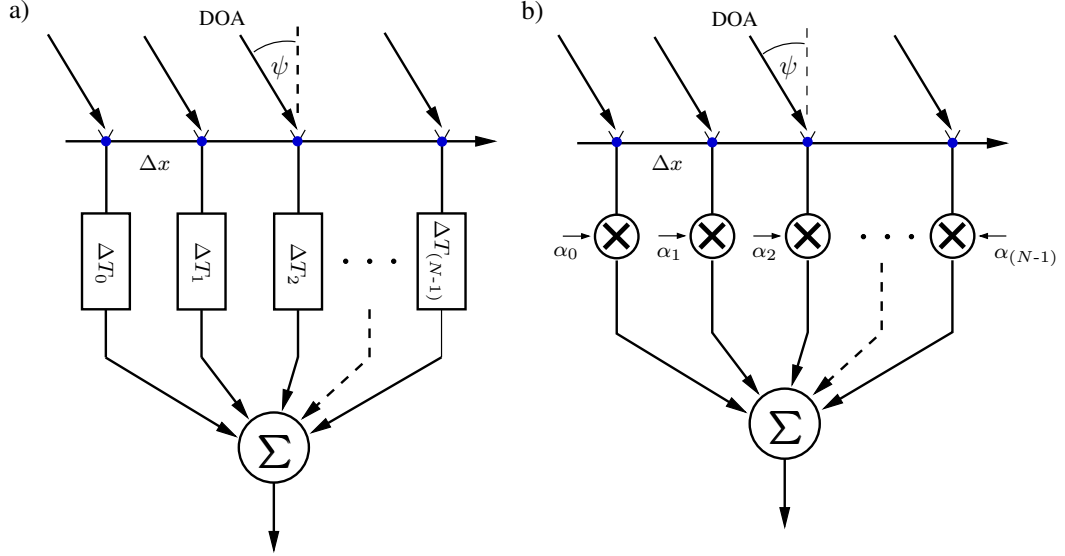 a)
DOA
ψ
Δx
ΔT₀
ΔT₁
ΔT₂
ΔT₍N-1₎
Σ
b)
DOA
ψ
Δx
α₀
α₁
α₂
α₍N-1₎
Σ